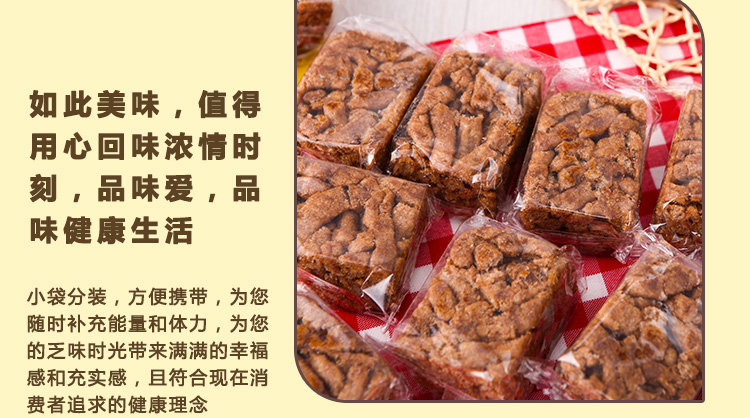 如此美味，值得
用心回味浓情时
刻，品味爱，品
味健康生活
小袋分装，方便携带，为您
随时补充能量和体力，为您
的乏味时光带来满满的幸福
感和充实感，且符合现在消
费者追求的健康理念